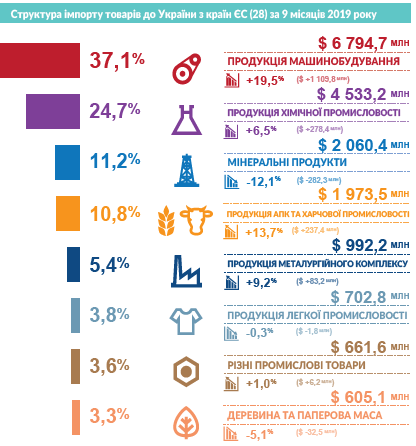 Структура імпорту товарів до України з країн ЄС (28) за 9 місяців 2019 року
37,1%
$ 6 794,7 млн
ПРОДУКЦІЯ МАШИНОБУДУВАННЯ
+19,5% ($ +1 109,8 млн)
24,7%
$ 4 533,2 млн
ПРОДУКЦІЯ ХІМІЧНОЇ ПРОМИСЛОВОСТІ
+6,5% ($ +278,4 млн)
11,2%
$ 2 060,4 млн
МІНЕРАЛЬНІ ПРОДУКТИ
-12,1% ($ -282,3 млн)
10,8%
$ 1 973,5 млн
ПРОДУКЦІЯ АПК ТА ХАРЧОВОЇ ПРОМИСЛОВОСТІ
+13,7% ($ +237,4 млн)
5,4%
$ 992,2 млн
ПРОДУКЦІЯ МЕТАЛУРГІЙНОГО КОМПЛЕКСУ
+9,2% ($ +83,2 млн)
3,8%
$ 702,8 млн
ПРОДУКЦІЯ ЛЕГКОЇ ПРОМИСЛОВОСТІ
-0,3% ($ -1,8 млн)
3,6%
$ 661,6 млн
РІЗНІ ПРОМИСЛОВІ ТОВАРИ
+1,0% ($ +6,2 млн)
3,3%
$ 605,1 млн
ДЕРЕВИНА ТА ПАПЕРОВА МАСА
-5,1% ($ -32,5 млн)